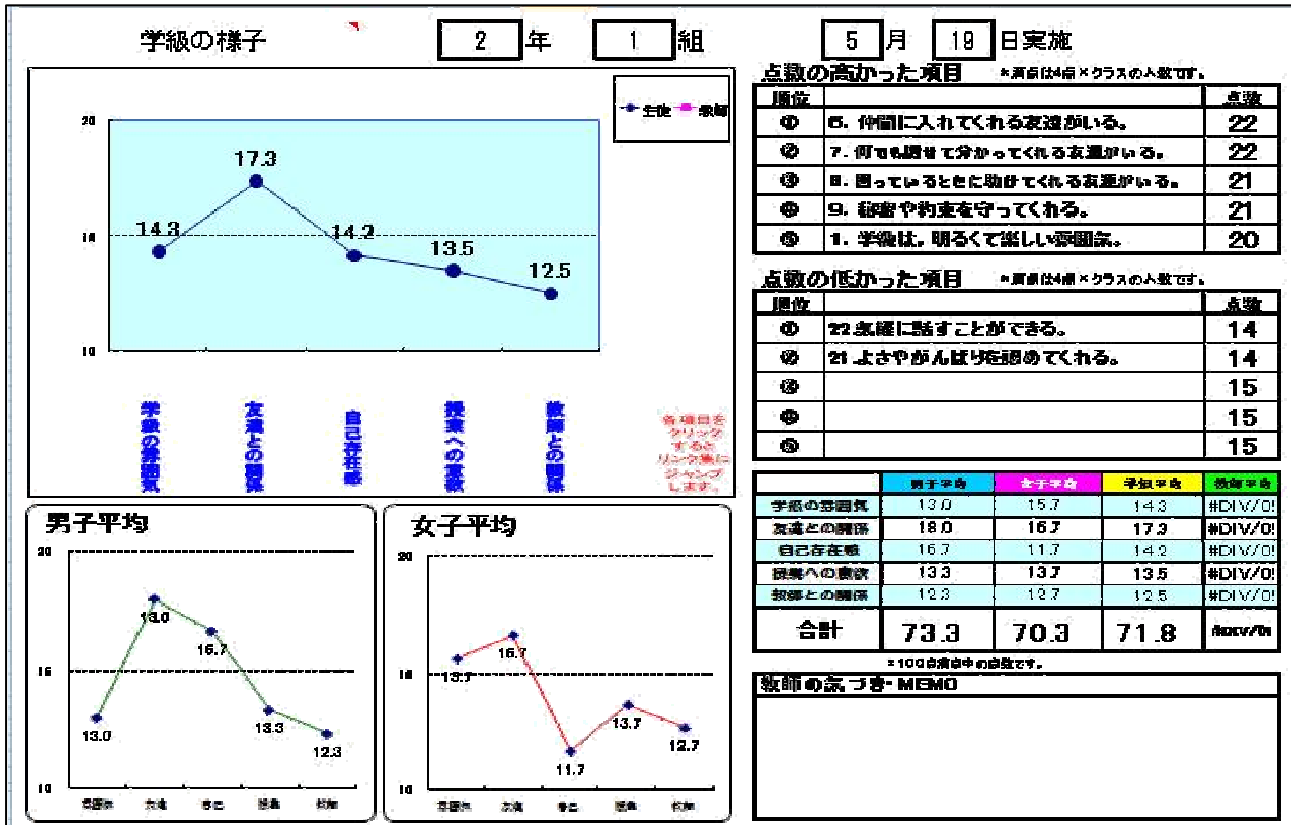 学級の様子 2 年 1 組 5 月 19 日実施
生徒 教師
20
17.3
14.3
14.2
13.5
12.5
10
学級の雰囲気
友達との関係
自己存在感
授業への意欲
教師との関係
各項目を
クリック
すると
リンク集に
ジャンプ
します。
点数の高かった項目 *満点は4点×クラスの人数です。
順位 点数
① 6. 仲間に入れてくれる友達がいる。 22
② 7. 何でも話せて分かってくれる友達がいる。 22
③ 8. 困っているときに助けてくれる友達がいる。 21
④ 9. 秘密や約束を守ってくれる。 21
⑤ 1. 学級は、明るくて楽しい雰囲気。 20
点数の低かった項目 *満点は4点×クラスの人数です。
順位 点数
① 22 気軽に話すことができる。 14
② 21 よさやがんばりを認めてくれる。 14
③ 15
④ 15
⑤ 15
男子平均 女子平均 学級平均 教師平均
学級の雰囲気 13.0 15.7 14.3 #DIV/0!
友達との関係 18.0 16.7 17.3 #DIV/0!
自己存在感 16.7 11.7 14.2 #DIV/0!
授業への意欲 13.3 13.7 13.5 #DIV/0!
教師との関係 12.3 12.7 12.5 #DIV/0!
合計 73.3 70.3 71.8 #DIV/0!
*100点満点中の点数です。
教師の気づき・MEMO
男子平均
20
15
10
18.0
16.7
13.0
13.3
12.3
雰囲気 友達 自己 授業 教師
女子平均
20
15
10
15.7
16.7
11.7
13.7
12.7
雰囲気 友達 自己 授業 教師